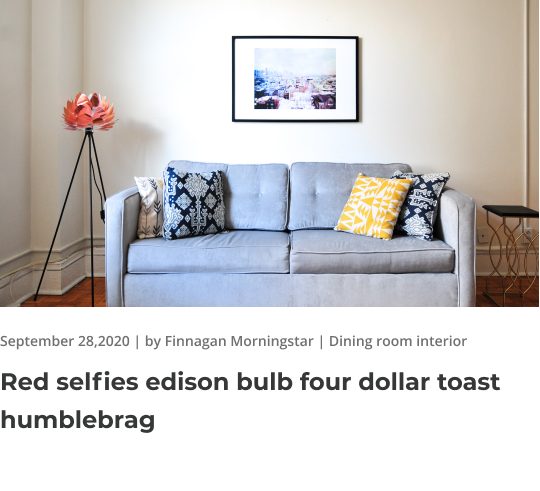 September 28,2020 | by Finnagan Morningstar | Dining room interior
Red selfies edison bulb four dollar toast
humblebrag